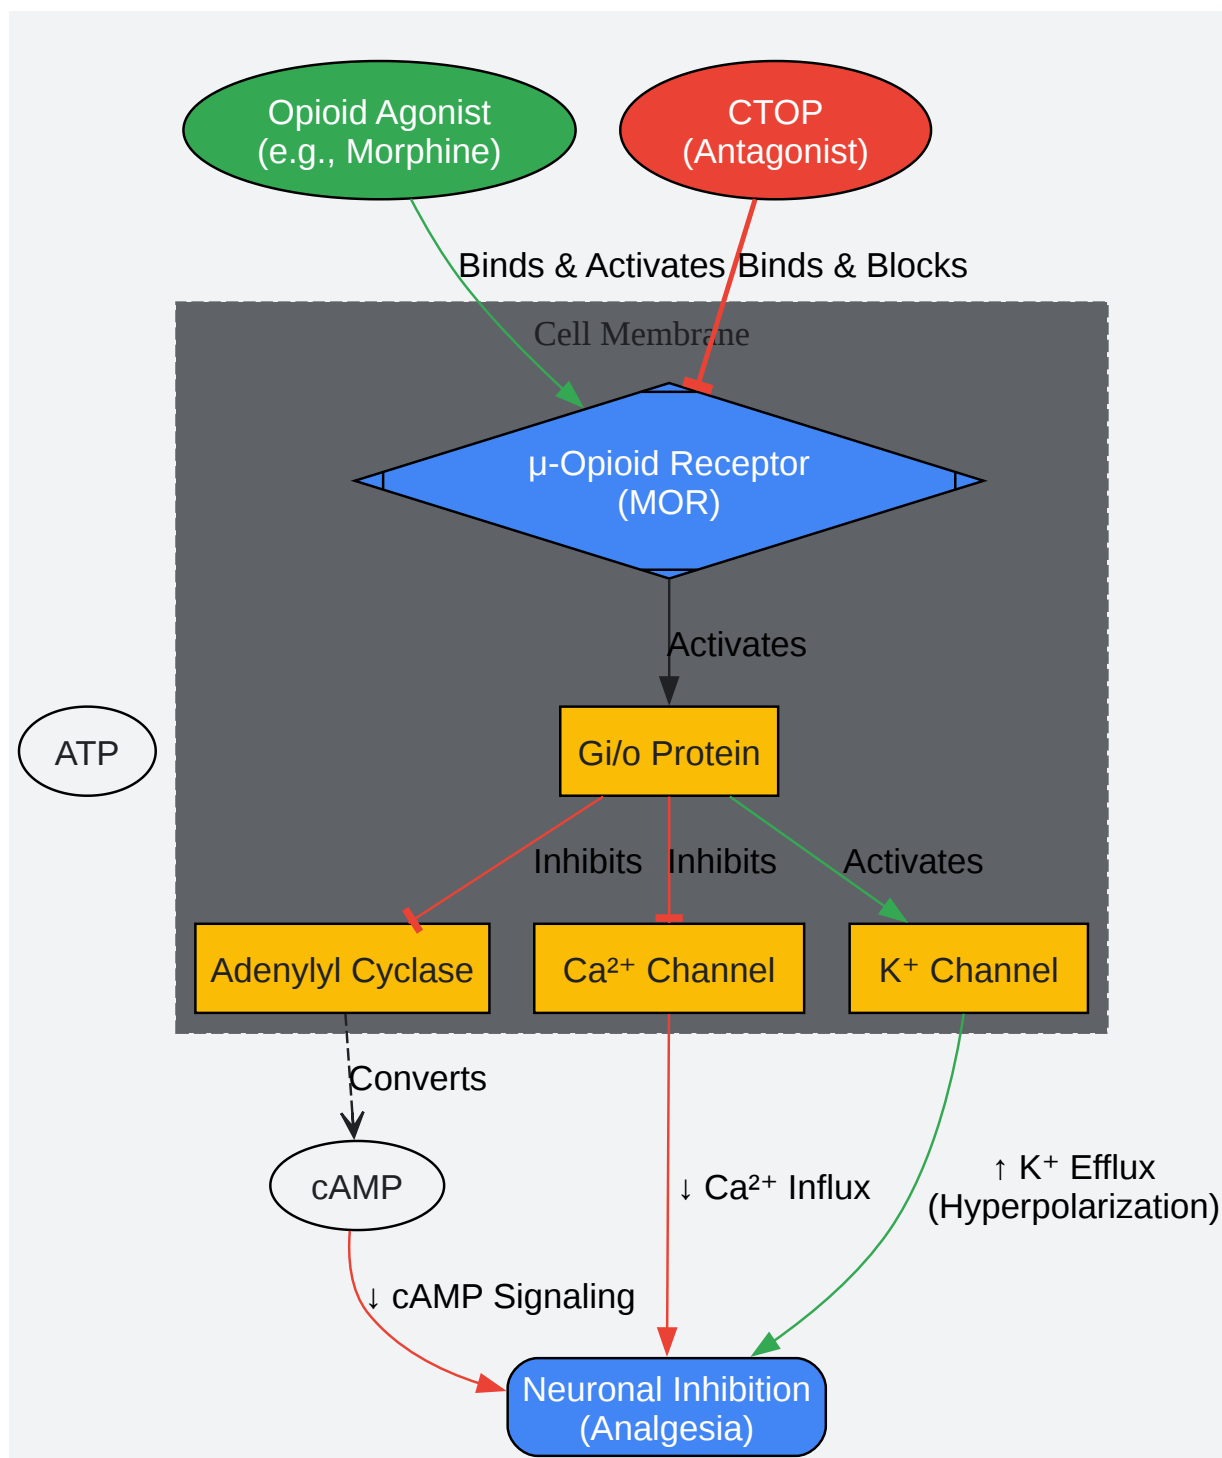 Opioid Agonist
(e.g., Morphine)
CTOP
(Antagonist)
Binds & Activates
Binds & Blocks
Cell Membrane
μ-Opioid Receptor
(MOR)
Activates
ATP
Gi/o Protein
Inhibits
Inhibits
Activates
Adenylyl Cyclase
Ca²⁺ Channel
K⁺ Channel
Converts
cAMP
↓ Ca²⁺ Influx
↑ K⁺ Efflux
(Hyperpolarization)
↓ cAMP Signaling
Neuronal Inhibition
(Analgesia)